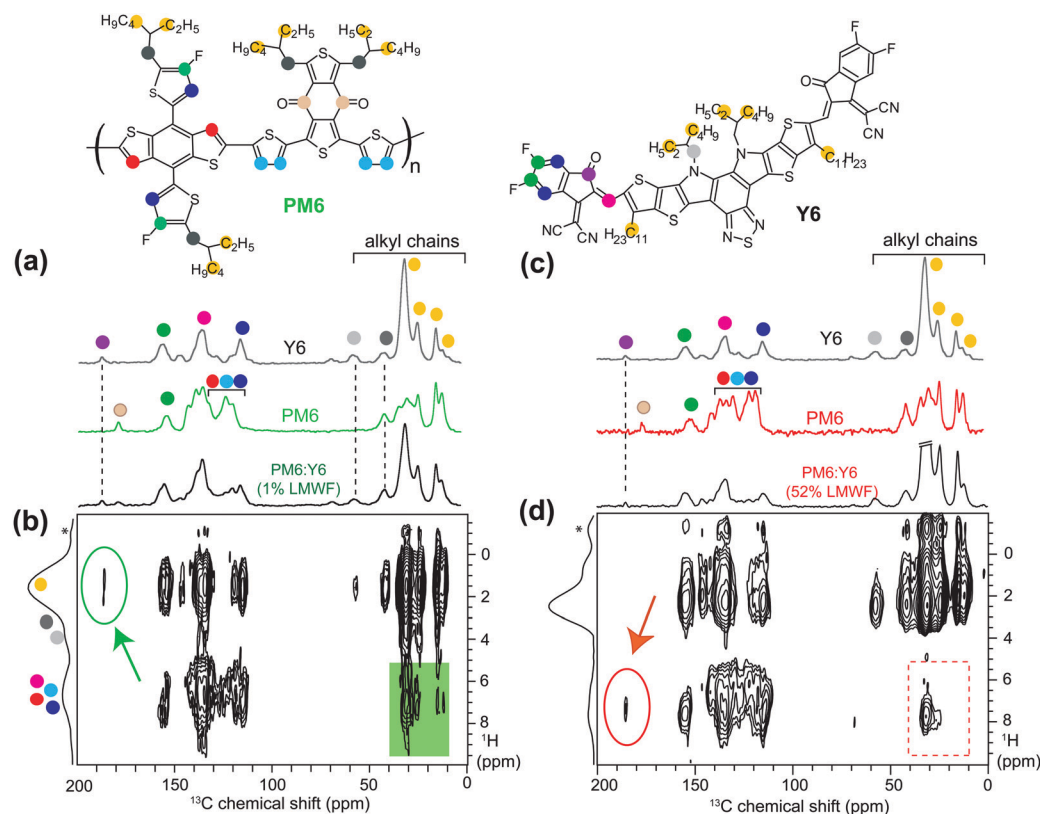 H₉C₄ C₂H₅
F
S
H₉C₄ C₂H₅ H₅C₂ C₄H₉
S
O O
S S S S S
n
S
F
C₂H₅
H₉C₄
PM6
F
F
O
CN
CN
H₅C₂ C₄H₉
C₄H₉
H₅C₂
N N
S S S S
C₁₁H₂₃
O
F
F
NC CN
H₂₃C₁₁
N S N
Y6
(a)
alkyl chains
Y6
PM6
PM6:Y6
(1% LMWF)
(b)
*
0
2
4
6
8
¹H
(ppm)
200 150 100 50 0
¹³C chemical shift (ppm)
(c)
alkyl chains
Y6
PM6
PM6:Y6
(52% LMWF)
(d)
*
0
2
4
6
8
¹H
(ppm)
200 150 100 50 0
¹³C chemical shift (ppm)